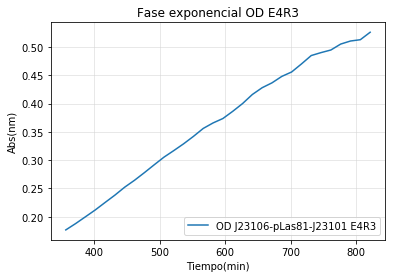 Fase exponencial OD E4R3
Abs(nm)
0.50
0.45
0.40
0.35
0.30
0.25
0.20
OD J23106-pLas81-J23101 E4R3
400 500 600 700 800
Tiempo(min)